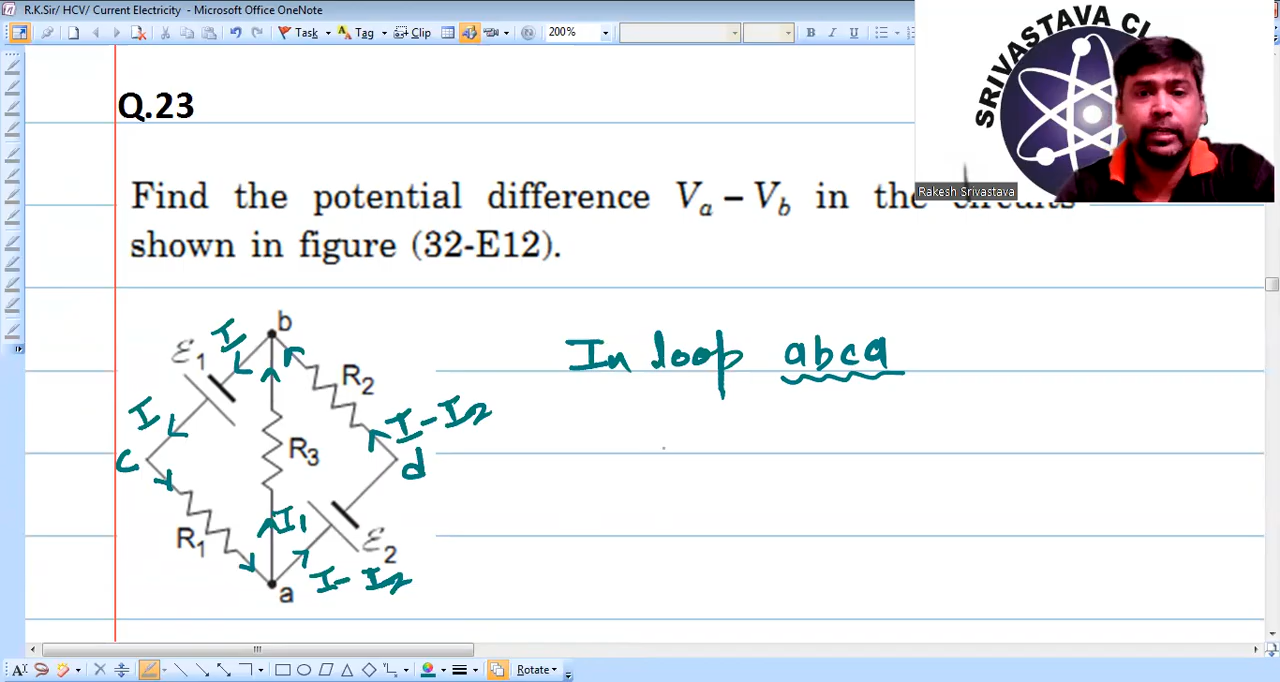 R.K.Sir/ HCV/ Current Electricity - Microsoft Office OneNote
Task Tag Clip 200% B I U
SRIVASTAVA CL
Rakesh Srivastava
Q.23
Find the potential difference Va – Vb in the circuits
shown in figure (32-E12).
b
I
ε1
R2
In loop abca
I
I - I2
R3
c
d
I1
R1
ε2
I - I2
a
Rotate